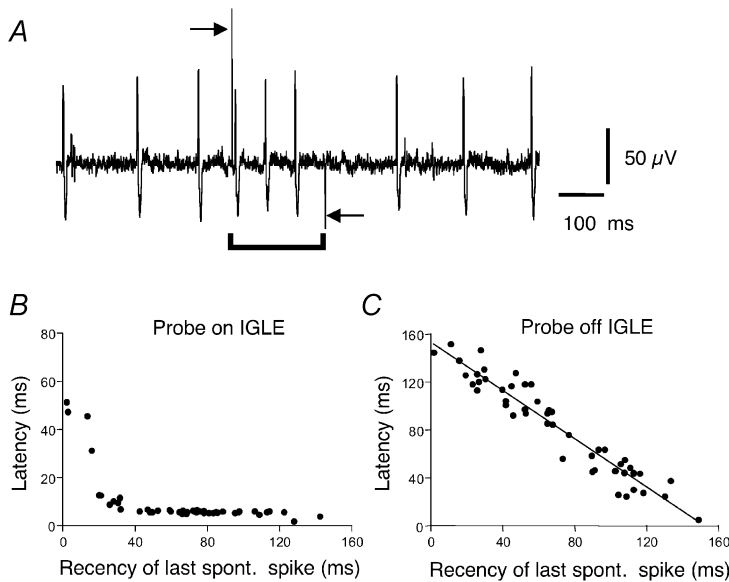 A
50 µV
100 ms
B
Probe on IGLE
80
60
40
20
0
Latency (ms)
0 40 80 120 160
Recency of last spont. spike (ms)
C
Probe off IGLE
160
120
80
40
0
Latency (ms)
0 40 80 120 160
Recency of last spont. spike (ms)